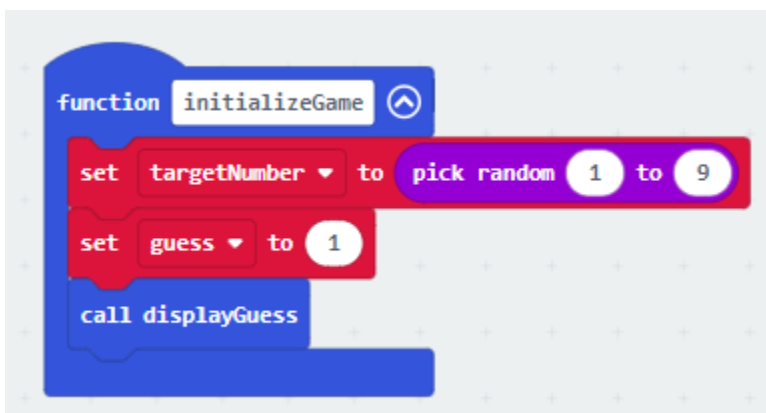 function initializeGame
set targetNumber to pick random 1 to 9
set guess to 1
call displayGuess